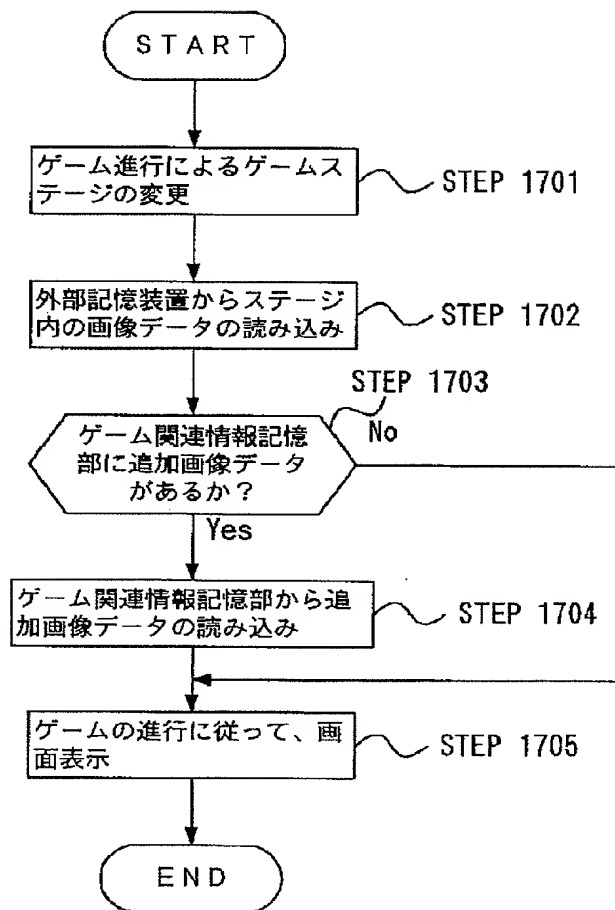 START
ゲーム進行によるゲームス
テージの変更
STEP 1701
外部記憶装置からステージ
内の画像データの読み込み
STEP 1702
STEP 1703
ゲーム関連情報記憶
部に追加画像データ
があるか？
No
Yes
ゲーム関連情報記憶部から追
加画像データの読み込み
STEP 1704
ゲームの進行に従って、画
面表示
STEP 1705
END